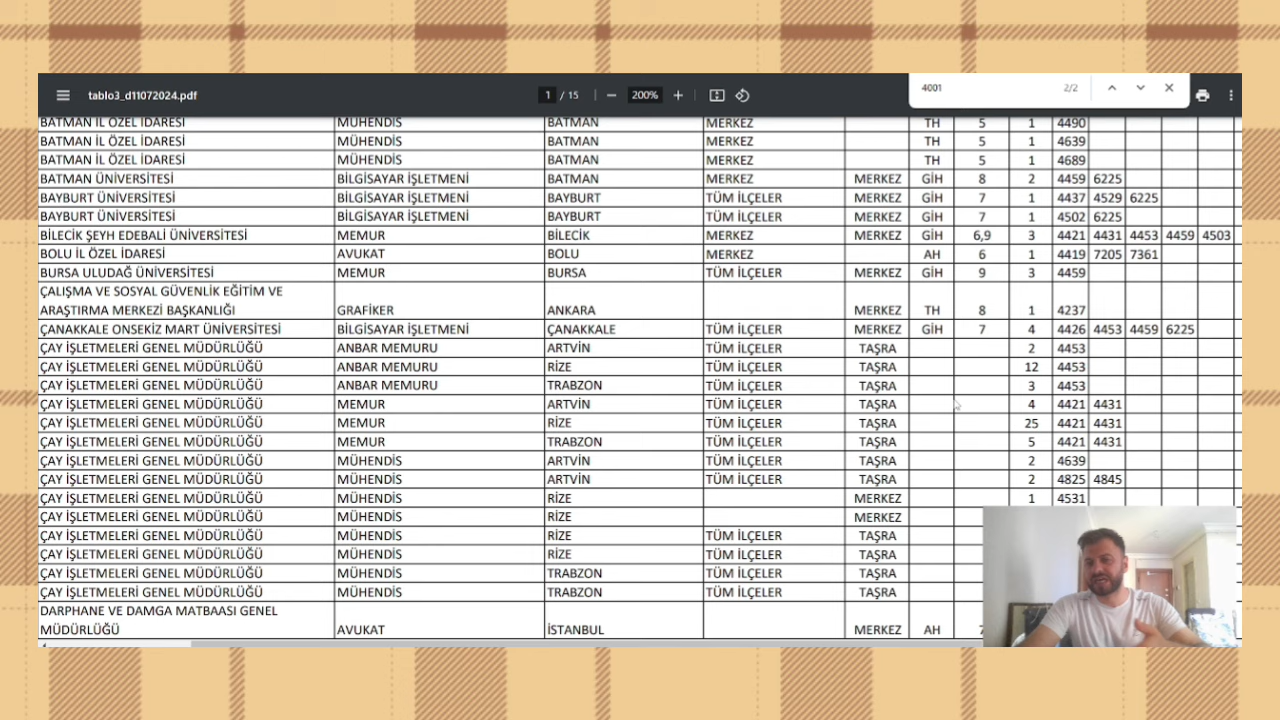 tablo3_d11072024.pdf 1 / 15 200% 4001 2/2
BATMAN İL ÖZEL İDARESİ MÜHENDİS BATMAN MERKEZ TH 5 1 4490
BATMAN İL ÖZEL İDARESİ MÜHENDİS BATMAN MERKEZ TH 5 1 4639
BATMAN İL ÖZEL İDARESİ MÜHENDİS BATMAN MERKEZ TH 5 1 4689
BATMAN ÜNİVERSİTESİ BİLGİSAYAR İŞLETMENİ BATMAN MERKEZ MERKEZ GİH 8 2 4459 6225
BAYBURT ÜNİVERSİTESİ BİLGİSAYAR İŞLETMENİ BAYBURT TÜM İLÇELER MERKEZ GİH 7 1 4437 4529 6225
BAYBURT ÜNİVERSİTESİ BİLGİSAYAR İŞLETMENİ BAYBURT TÜM İLÇELER MERKEZ GİH 7 1 4502 6225
BİLECİK ŞEYH EDEBALİ ÜNİVERSİTESİ MEMUR BİLECİK MERKEZ MERKEZ GİH 6,9 3 4421 4431 4453 4459 4503
BOLU İL ÖZEL İDARESİ AVUKAT BOLU MERKEZ AH 6 1 4419 7205 7361
BURSA ULUDAĞ ÜNİVERSİTESİ MEMUR BURSA TÜM İLÇELER MERKEZ GİH 9 3 4459
ÇALIŞMA VE SOSYAL GÜVENLİK EĞİTİM VE
ARAŞTIRMA MERKEZİ BAŞKANLIĞI GRAFİKER ANKARA MERKEZ TH 8 1 4237
ÇANAKKALE ONSEKİZ MART ÜNİVERSİTESİ BİLGİSAYAR İŞLETMENİ ÇANAKKALE TÜM İLÇELER MERKEZ GİH 7 4 4426 4453 4459 6225
ÇAY İŞLETMELERİ GENEL MÜDÜRLÜĞÜ ANBAR MEMURU ARTVİN TÜM İLÇELER TAŞRA 2 4453
ÇAY İŞLETMELERİ GENEL MÜDÜRLÜĞÜ ANBAR MEMURU RİZE TÜM İLÇELER TAŞRA 12 4453
ÇAY İŞLETMELERİ GENEL MÜDÜRLÜĞÜ ANBAR MEMURU TRABZON TÜM İLÇELER TAŞRA 3 4453
ÇAY İŞLETMELERİ GENEL MÜDÜRLÜĞÜ MEMUR ARTVİN TÜM İLÇELER TAŞRA 4 4421 4431
ÇAY İŞLETMELERİ GENEL MÜDÜRLÜĞÜ MEMUR RİZE TÜM İLÇELER TAŞRA 25 4421 4431
ÇAY İŞLETMELERİ GENEL MÜDÜRLÜĞÜ MEMUR TRABZON TÜM İLÇELER TAŞRA 5 4421 4431
ÇAY İŞLETMELERİ GENEL MÜDÜRLÜĞÜ MÜHENDİS ARTVİN TÜM İLÇELER TAŞRA 2 4639
ÇAY İŞLETMELERİ GENEL MÜDÜRLÜĞÜ MÜHENDİS ARTVİN TÜM İLÇELER TAŞRA 2 4825 4845
ÇAY İŞLETMELERİ GENEL MÜDÜRLÜĞÜ MÜHENDİS RİZE MERKEZ 1 4531
ÇAY İŞLETMELERİ GENEL MÜDÜRLÜĞÜ MÜHENDİS RİZE MERKEZ
ÇAY İŞLETMELERİ GENEL MÜDÜRLÜĞÜ MÜHENDİS RİZE TÜM İLÇELER TAŞRA
ÇAY İŞLETMELERİ GENEL MÜDÜRLÜĞÜ MÜHENDİS RİZE TÜM İLÇELER TAŞRA
ÇAY İŞLETMELERİ GENEL MÜDÜRLÜĞÜ MÜHENDİS TRABZON TÜM İLÇELER TAŞRA
ÇAY İŞLETMELERİ GENEL MÜDÜRLÜĞÜ MÜHENDİS TRABZON TÜM İLÇELER TAŞRA
DARPHANE VE DAMGA MATBAASI GENEL
MÜDÜRLÜĞÜ AVUKAT İSTANBUL MERKEZ AH